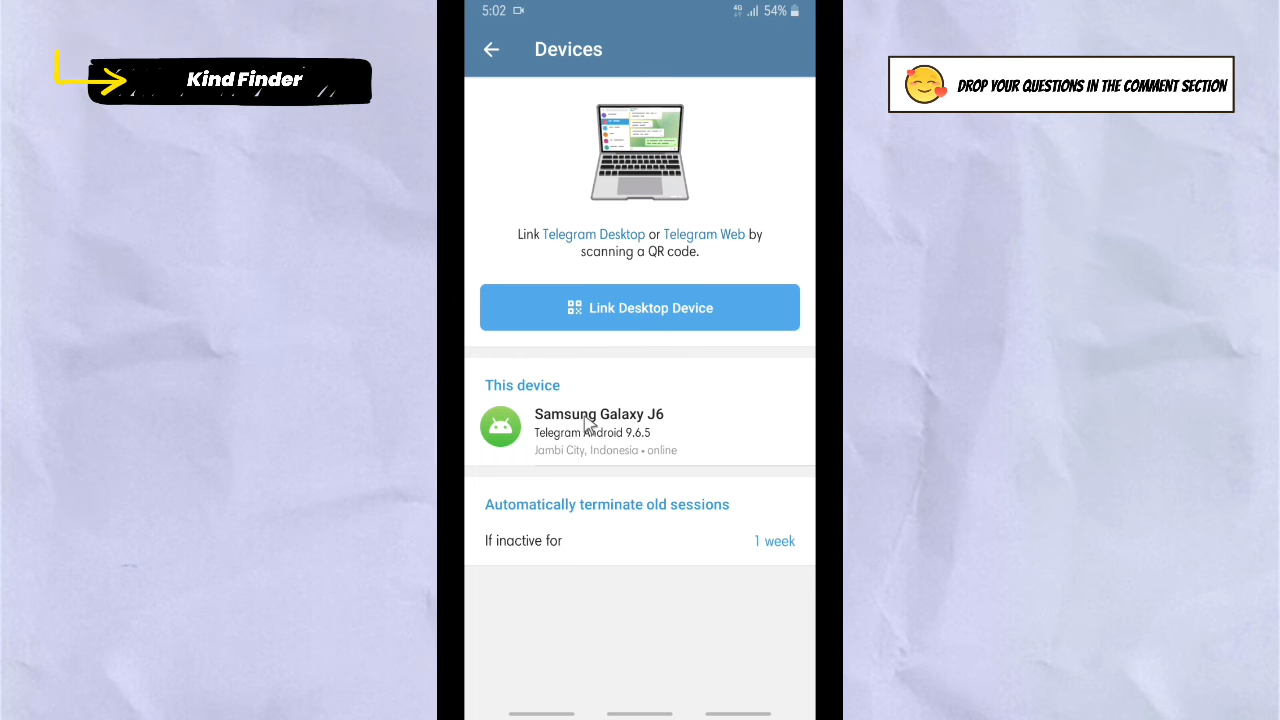 Kind Finder
DROP YOUR QUESTIONS IN THE COMMENT SECTION
5:02
4G
54%
Devices
Link Telegram Desktop or Telegram Web by
scanning a QR code.
Link Desktop Device
This device
Samsung Galaxy J6
Telegram Android 9.6.5
Jambi City, Indonesia • online
Automatically terminate old sessions
If inactive for
1 week